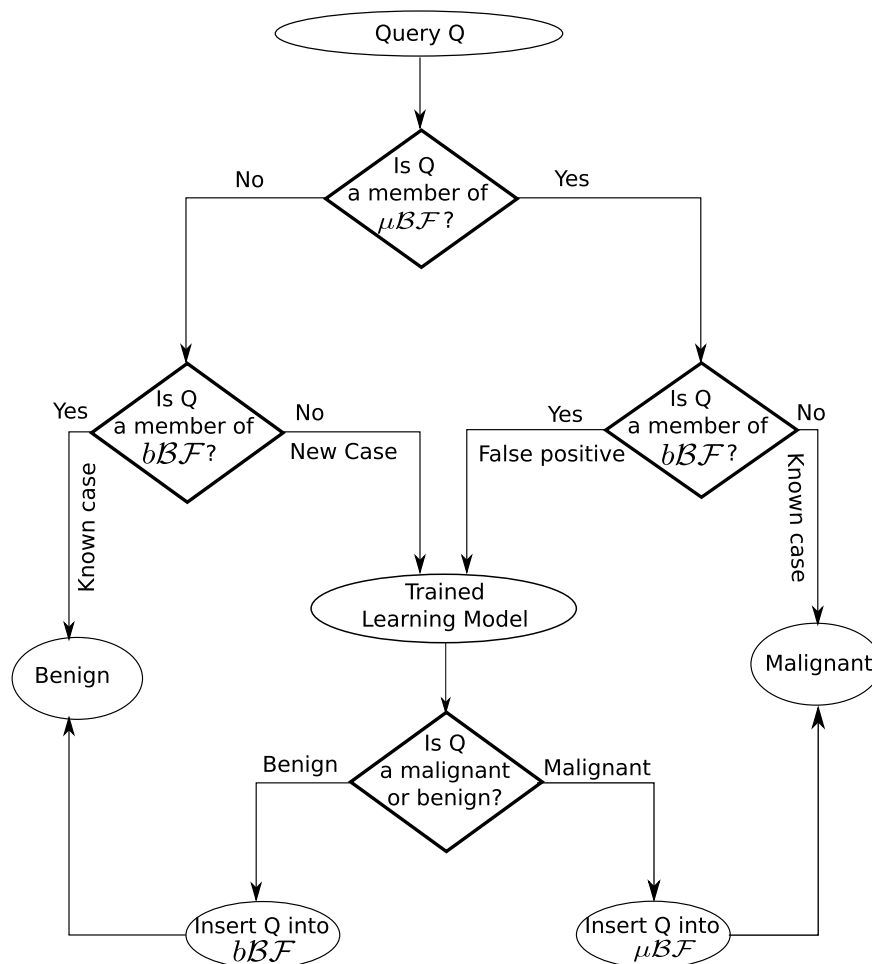 Query Q
Is Q
a member of
μBF?
No
Yes
Is Q
a member of
bBF?
Yes
No
New Case
Known case
Is Q
a member of
bBF?
Yes
False positive
No
Known case
Trained
Learning Model
Benign
Malignant
Is Q
a malignant
or benign?
Benign
Malignant
Insert Q into
bBF
Insert Q into
μBF